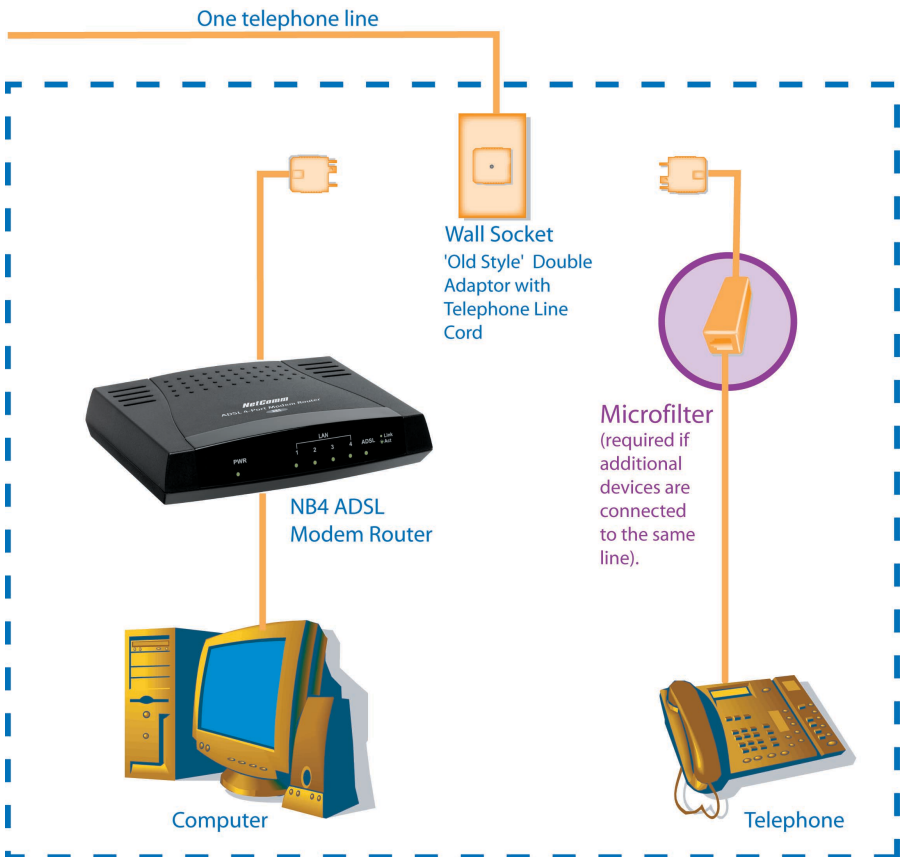 One telephone line
Wall Socket
'Old Style' Double
Adaptor with
Telephone Line
Cord
NetComm
ADSL 4-Port Modem Router
LAN
1 2 3 4 ADSL
Link
Act
PWR
NB4 ADSL
Modem Router
Microfilter
(required if
additional
devices are
connected
to the same
line).
Computer
Telephone